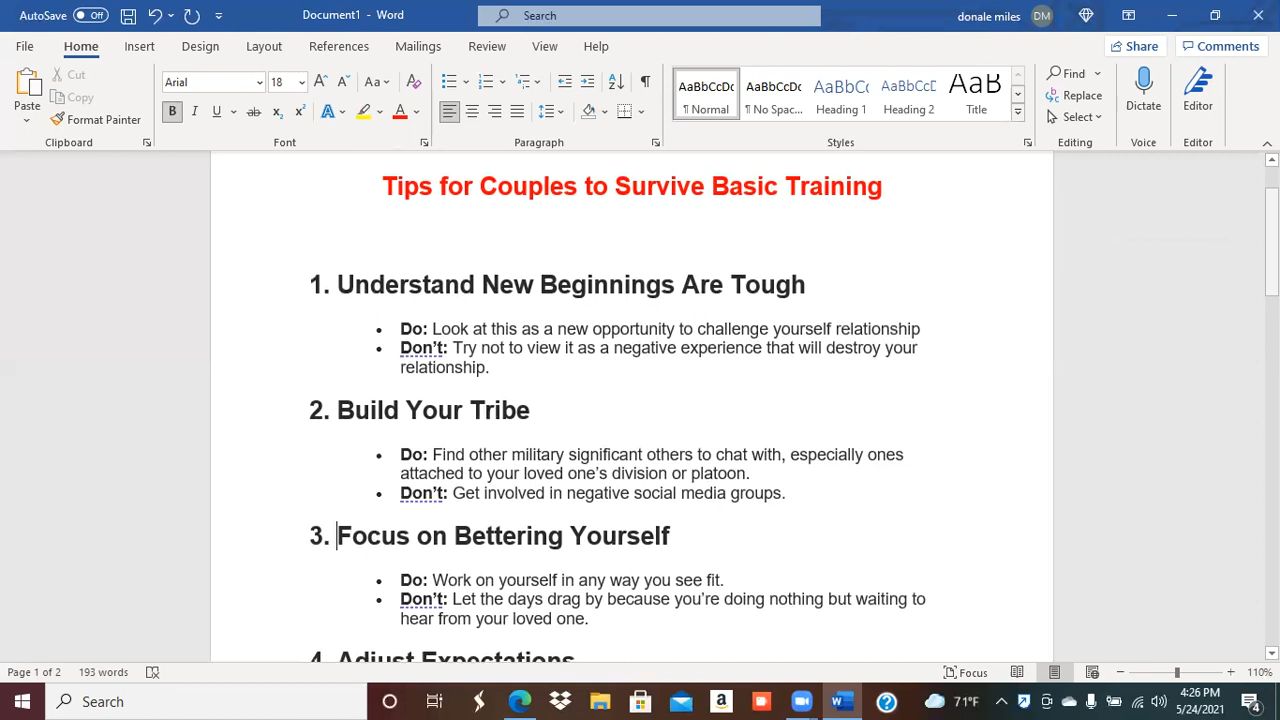 AutoSave Off Document1 - Word Search donale miles DM
File Home Insert Design Layout References Mailings Review View Help Share Comments
Paste Cut Copy Format Painter
Arial 18
AaBbCcDc AaBbCcDc AaBbCc AaBbCcD AaB
¶ Normal ¶ No Spac... Heading 1 Heading 2 Title
Find Replace Select
Dictate Editor
Clipboard Font Paragraph Styles Editing Voice Editor
Tips for Couples to Survive Basic Training
1. Understand New Beginnings Are Tough
• Do: Look at this as a new opportunity to challenge yourself relationship
• Don’t: Try not to view it as a negative experience that will destroy your
relationship.
2. Build Your Tribe
• Do: Find other military significant others to chat with, especially ones
attached to your loved one’s division or platoon.
• Don’t: Get involved in negative social media groups.
3. Focus on Bettering Yourself
• Do: Work on yourself in any way you see fit.
• Don’t: Let the days drag by because you’re doing nothing but waiting to
hear from your loved one.
4. Adjust Expectations
Page 1 of 2 193 words Focus 110%
Search 71°F 4:26 PM
5/24/2021 4